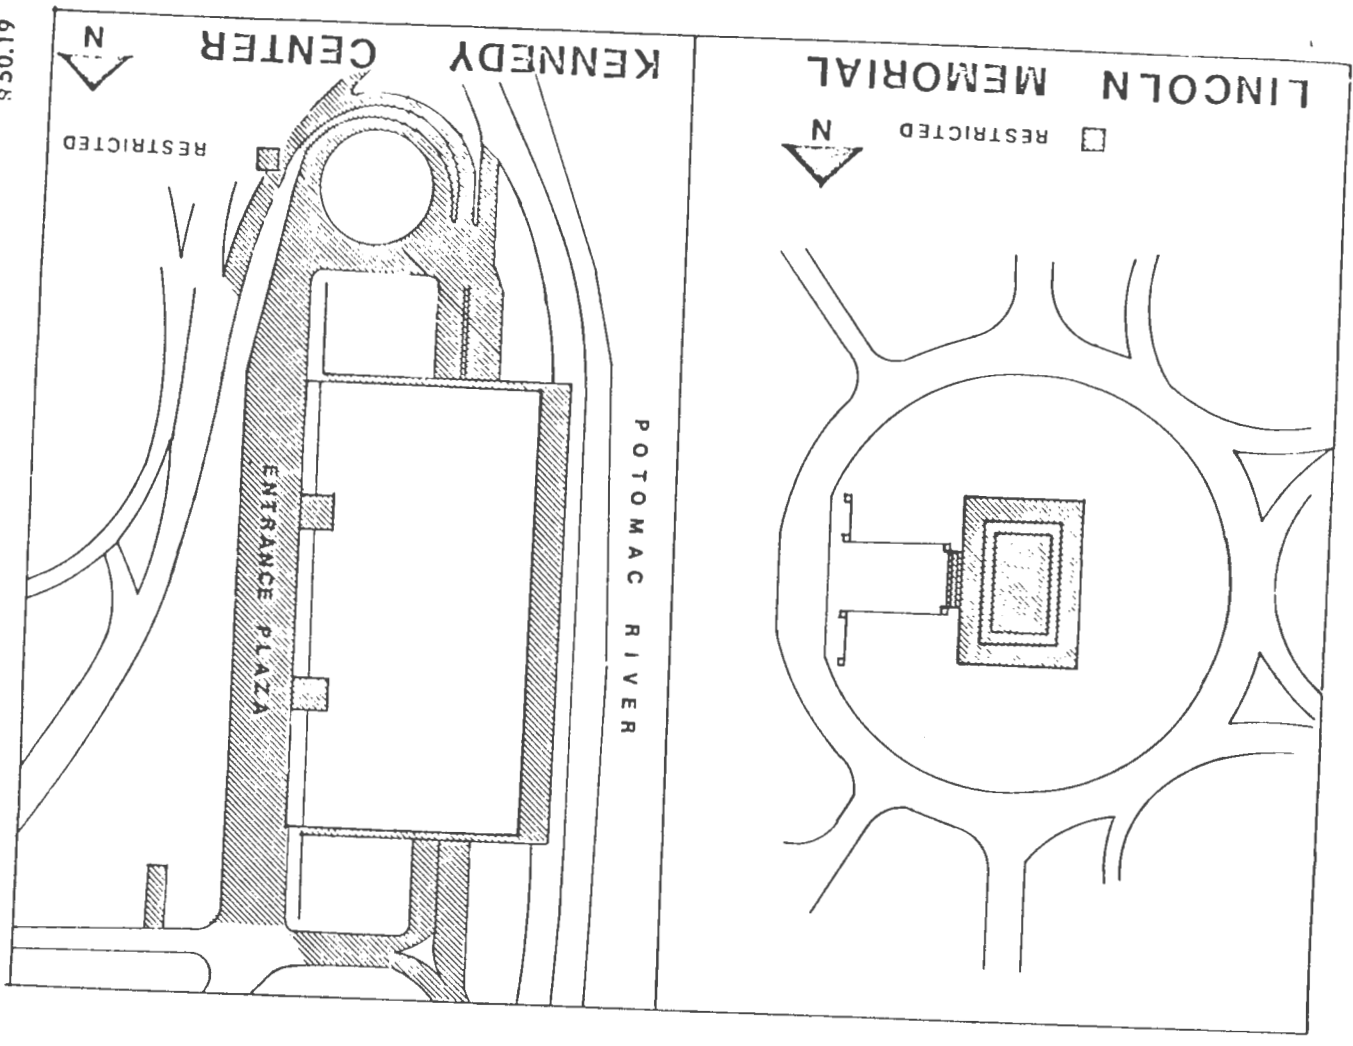 LINCOLN MEMORIAL
RESTRICTED
N
KENNEDY CENTER
N
RESTRICTED
POTOMAC RIVER
ENTRANCE PLAZA